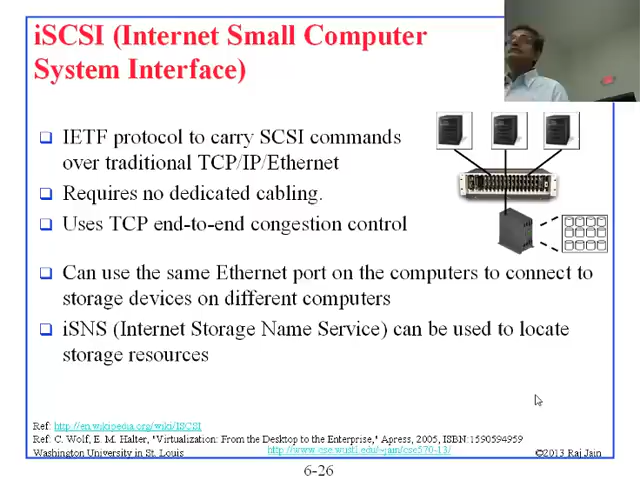 iSCSI (Internet Small Computer
System Interface)
IETF protocol to carry SCSI commands
over traditional TCP/IP/Ethernet
Requires no dedicated cabling.
Uses TCP end-to-end congestion control
Can use the same Ethernet port on the computers to connect to
storage devices on different computers
iSNS (Internet Storage Name Service) can be used to locate
storage resources
Ref: http://en.wikipedia.org/wiki/ISCSI
Ref: C. Wolf, E. M. Halter, "Virtualization: From the Desktop to the Enterprise," Apress, 2005, ISBN:1590594959
Washington University in St. Louis http://www.cse.wustl.edu/~jain/cse570-13/ ©2013 Raj Jain
6-26